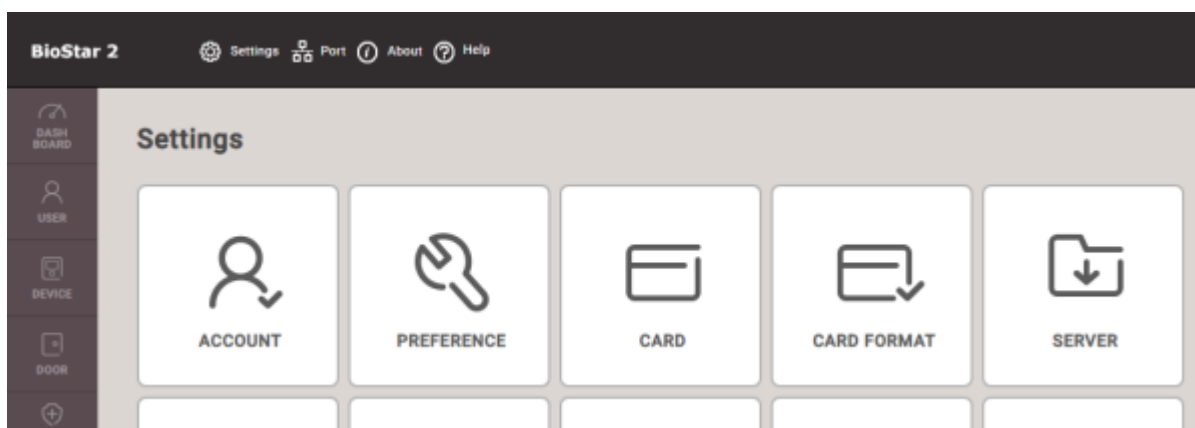 BioStar 2 Settings Port About Help
DASH
BOARD
Settings
USER
DEVICE
ACCOUNT PREFERENCE CARD CARD FORMAT SERVER
DOOR